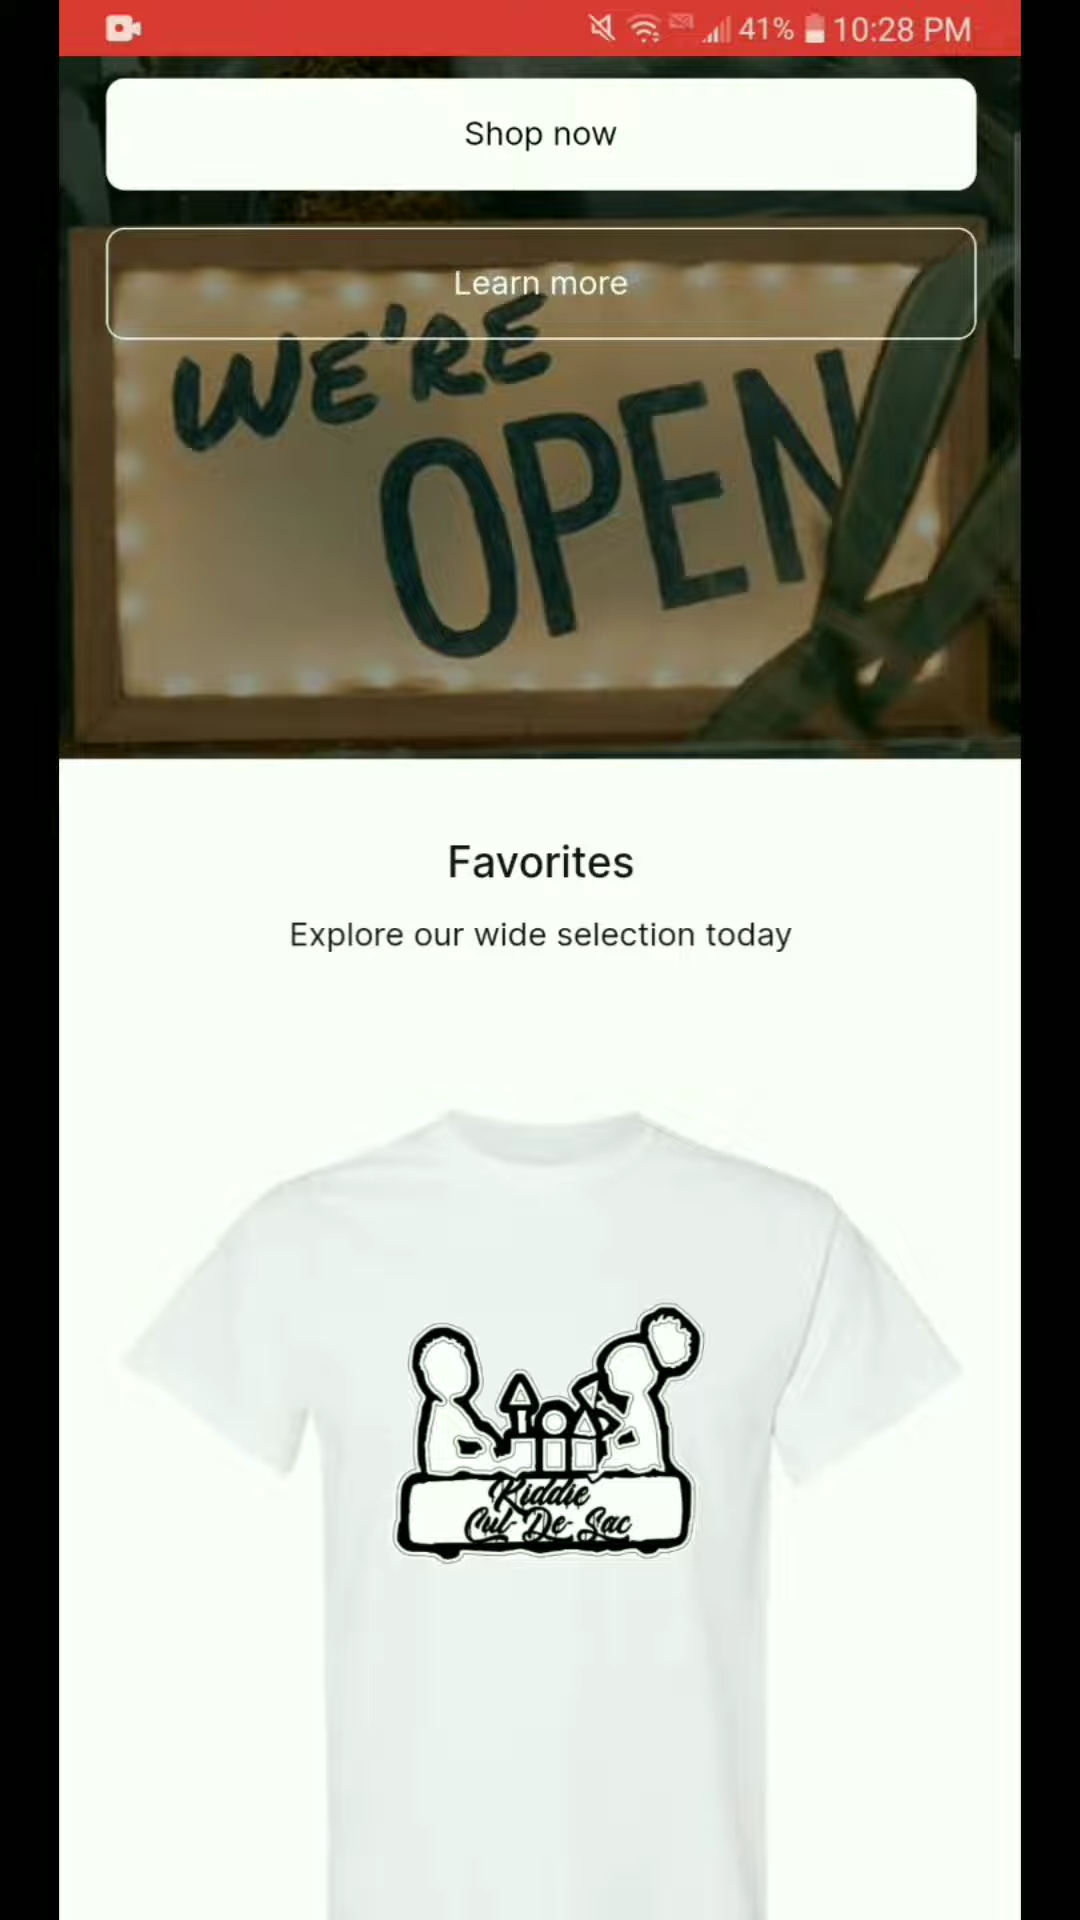 41% 10:28 PM
Shop now
Learn more
WE'RE
OPEN
Favorites
Explore our wide selection today
Kiddie
Cul-De-Sac